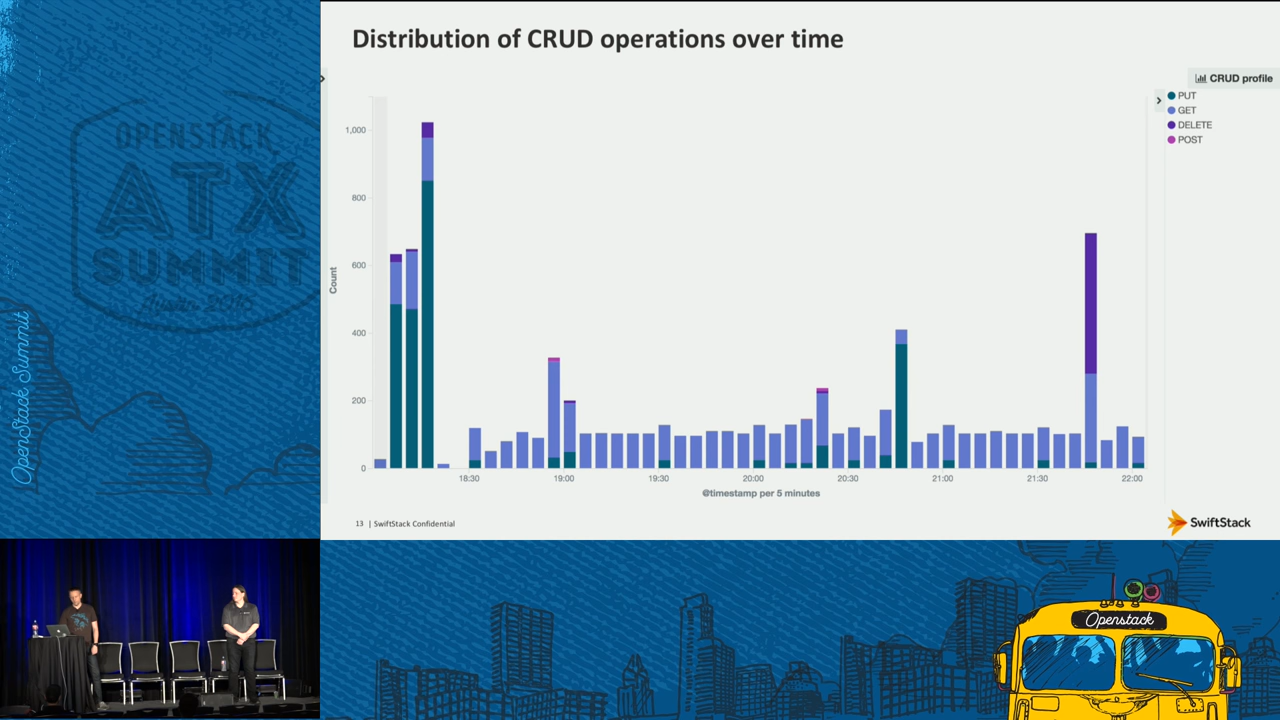 OPENSTACK
ATX
SUMMIT
Austin 2016
OpenStack Summit
Distribution of CRUD operations over time
CRUD profile
PUT
GET
DELETE
POST
Count
1,000
800
600
400
200
0
18:30
19:00
19:30
20:00
20:30
21:00
21:30
22:00
@timestamp per 5 minutes
13 | SwiftStack Confidential
SwiftStack
Openstack